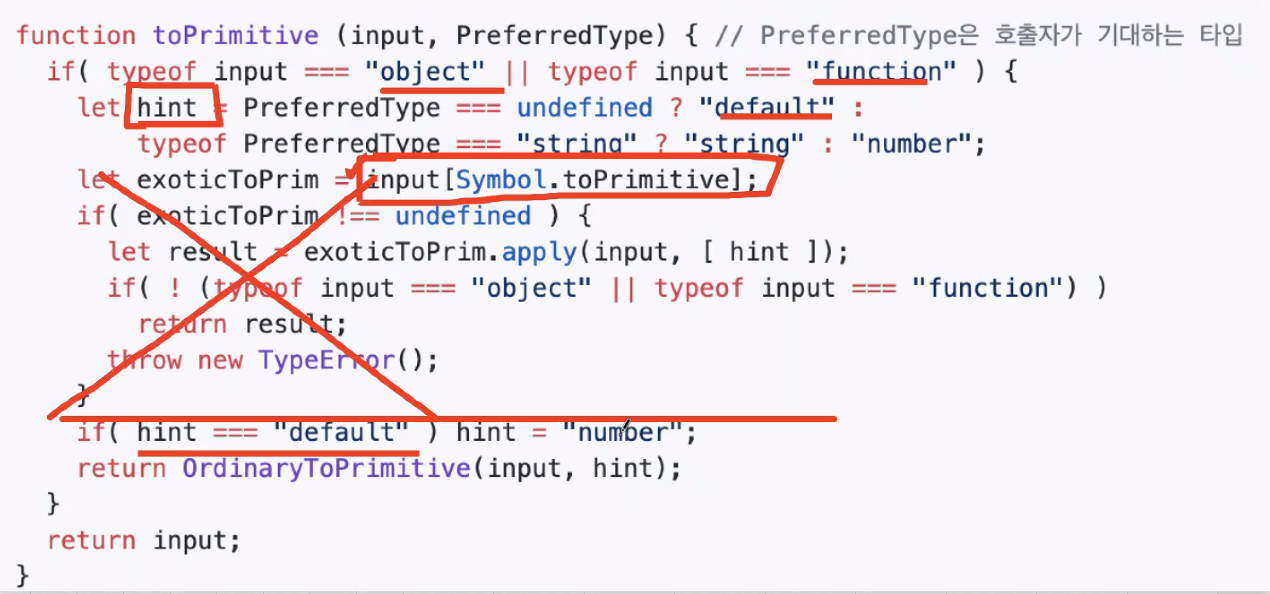 function toPrimitive (input, PreferredType) { // PreferredType은 호출자가 기대하는 타입
if( typeof input === "object" || typeof input === "function" ) {
let hint = PreferredType === undefined ? "default" :
typeof PreferredType === "string" ? "string" : "number";
let exoticToPrim = input[Symbol.toPrimitive];
if( exoticToPrim !== undefined ) {
let result = exoticToPrim.apply(input, [ hint ]);
if( ! (typeof input === "object" || typeof input === "function") )
return result;
throw new TypeError();
}
if( hint === "default" ) hint = "number";
return OrdinaryToPrimitive(input, hint);
}
return input;
}